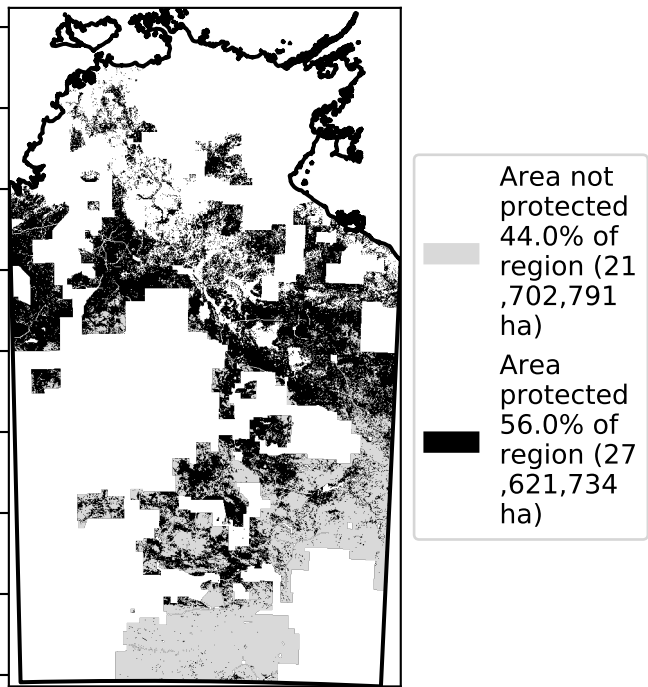 Area not
protected
44.0% of
region (21
,702,791
ha)
Area
protected
56.0% of
region (27
,621,734
ha)